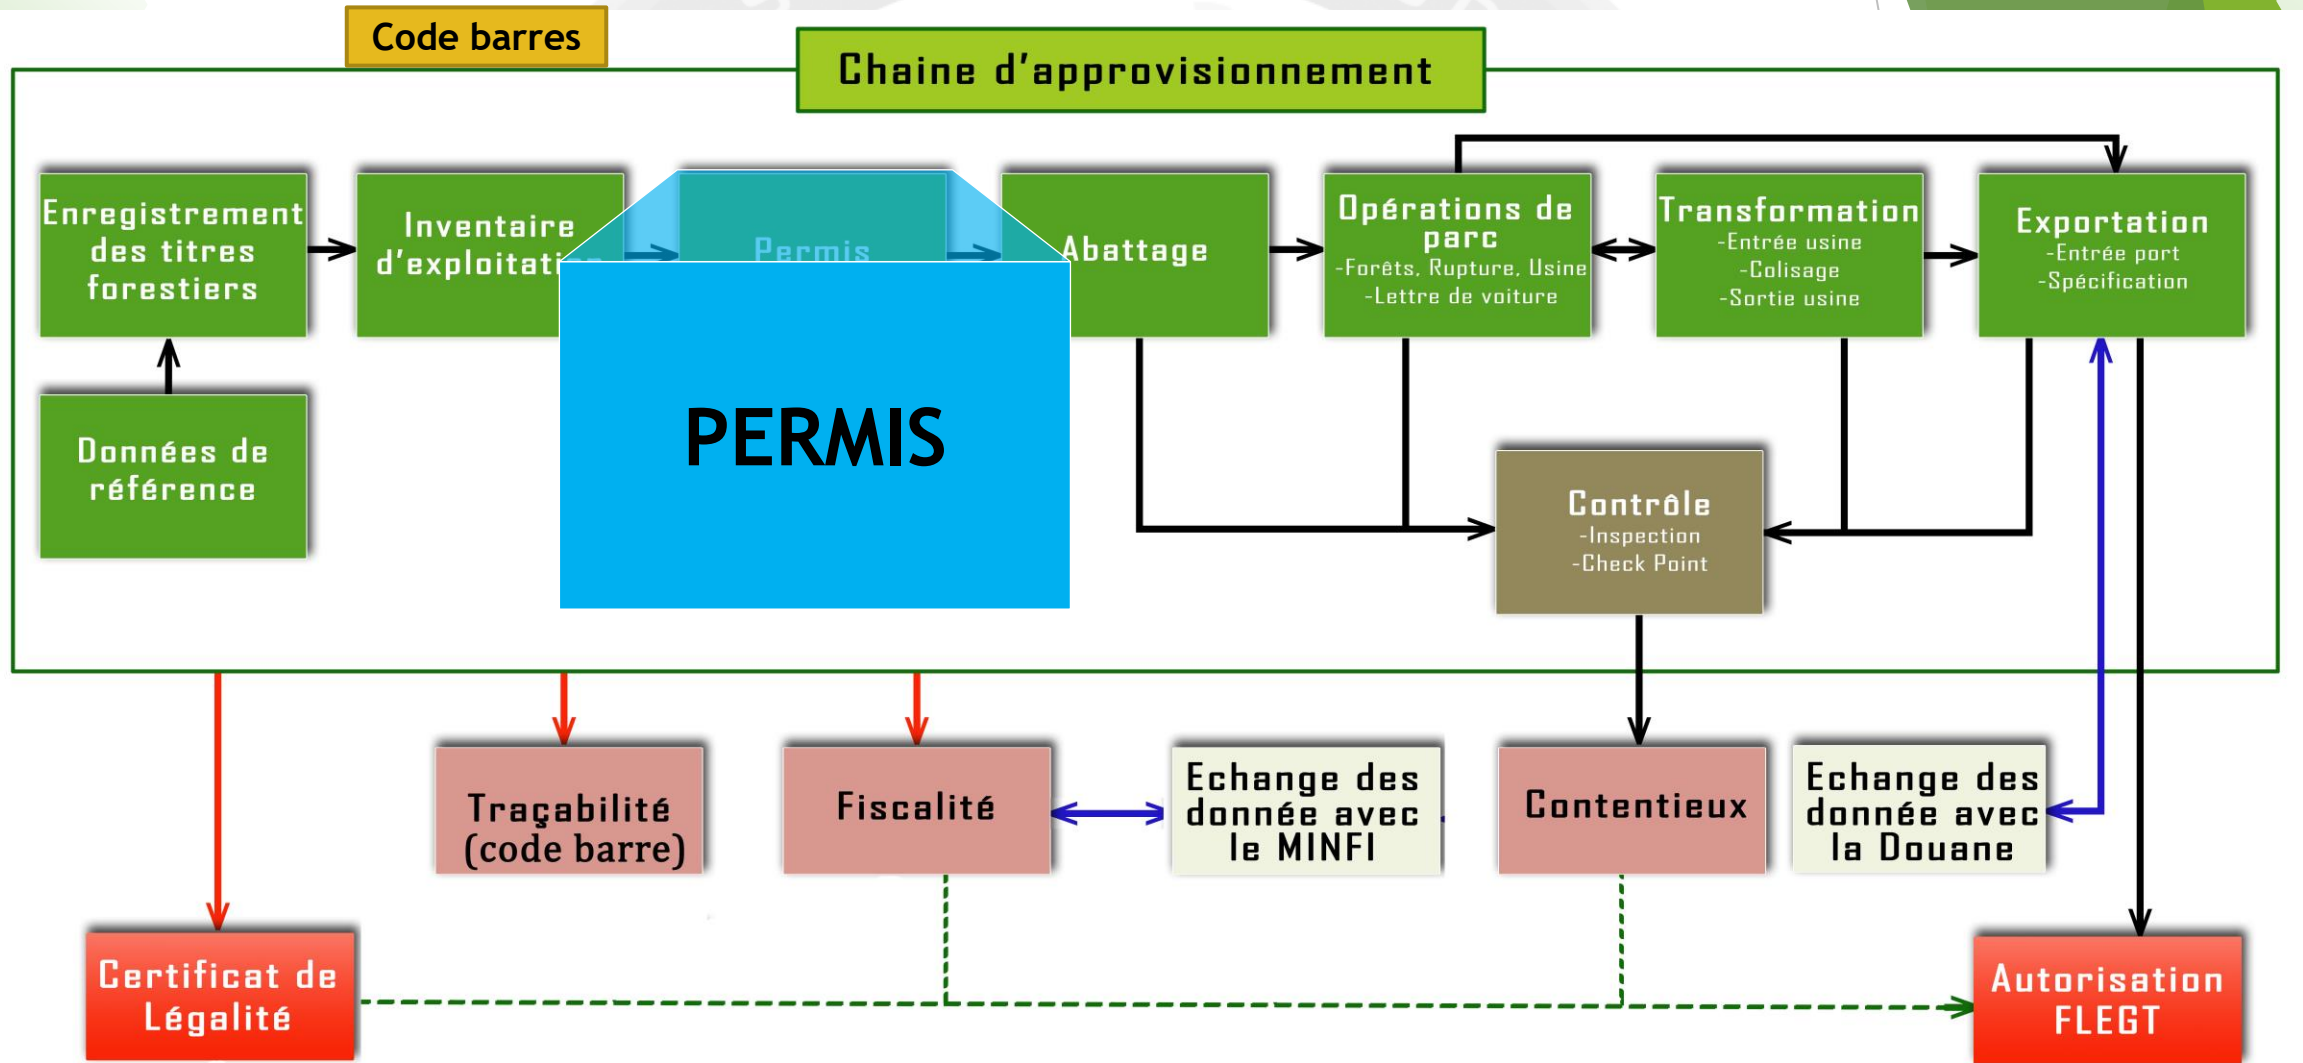 Code barres
Chaine d'approvisionnement
Enregistrement
des titres
forestiers
Inventaire
d'exploitation
Permis
Abattage
Opérations de
parc
-Forêts, Rupture, Usine
-Lettre de voiture
Transformation
-Entrée usine
-Colisage
-Sortie usine
Exportation
-Entrée port
-Spécification
Données de
référence
PERMIS
Contrôle
-Inspection
-Check Point
Traçabilité
(code barre)
Fiscalité
Echange des
donnée avec
le MINFI
Contentieux
Echange des
donnée avec
la Douane
Certificat de
Légalité
Autorisation
FLEGT